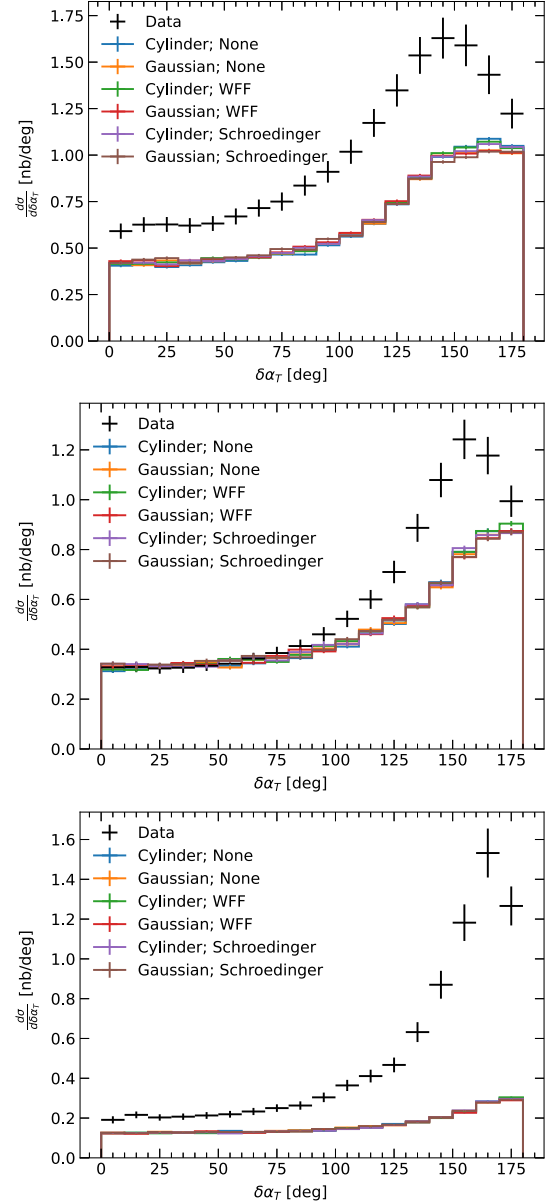 1.75
1.50
1.25
1.00
0.75
0.50
0.25
0.00
dσ/dδα_T [nb/deg]
Data
Cylinder; None
Gaussian; None
Cylinder; WFF
Gaussian; WFF
Cylinder; Schroedinger
Gaussian; Schroedinger
0 25 50 75 100 125 150 175
δα_T [deg]
1.2
1.0
0.8
0.6
0.4
0.2
0.0
dσ/dδα_T [nb/deg]
Data
Cylinder; None
Gaussian; None
Cylinder; WFF
Gaussian; WFF
Cylinder; Schroedinger
Gaussian; Schroedinger
0 25 50 75 100 125 150 175
δα_T [deg]
1.6
1.4
1.2
1.0
0.8
0.6
0.4
0.2
0.0
dσ/dδα_T [nb/deg]
Data
Cylinder; None
Gaussian; None
Cylinder; WFF
Gaussian; WFF
Cylinder; Schroedinger
Gaussian; Schroedinger
0 25 50 75 100 125 150 175
δα_T [deg]